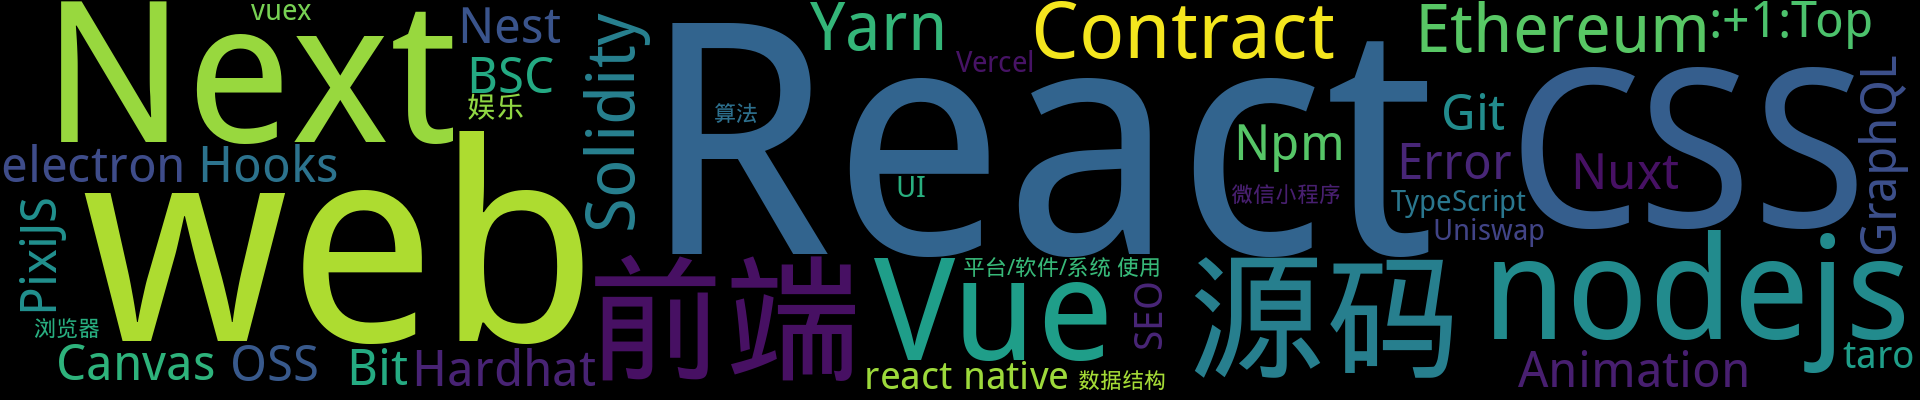 vuex
Next
Nest
BSC
娱乐
Solidity
Yarn
Vercel
Contract
Ethereum
:+1:Top
React
算法
UI
Npm
微信小程序
Git
Error
TypeScript
Uniswap
CSS
Nuxt
GraphQL
electron
Hooks
web
PixiJS
浏览器
Canvas
OSS
Bit
Hardhat
前端
Vue
平台/软件/系统 使用
SEO
react native
数据结构
源码
nodejs
Animation
taro